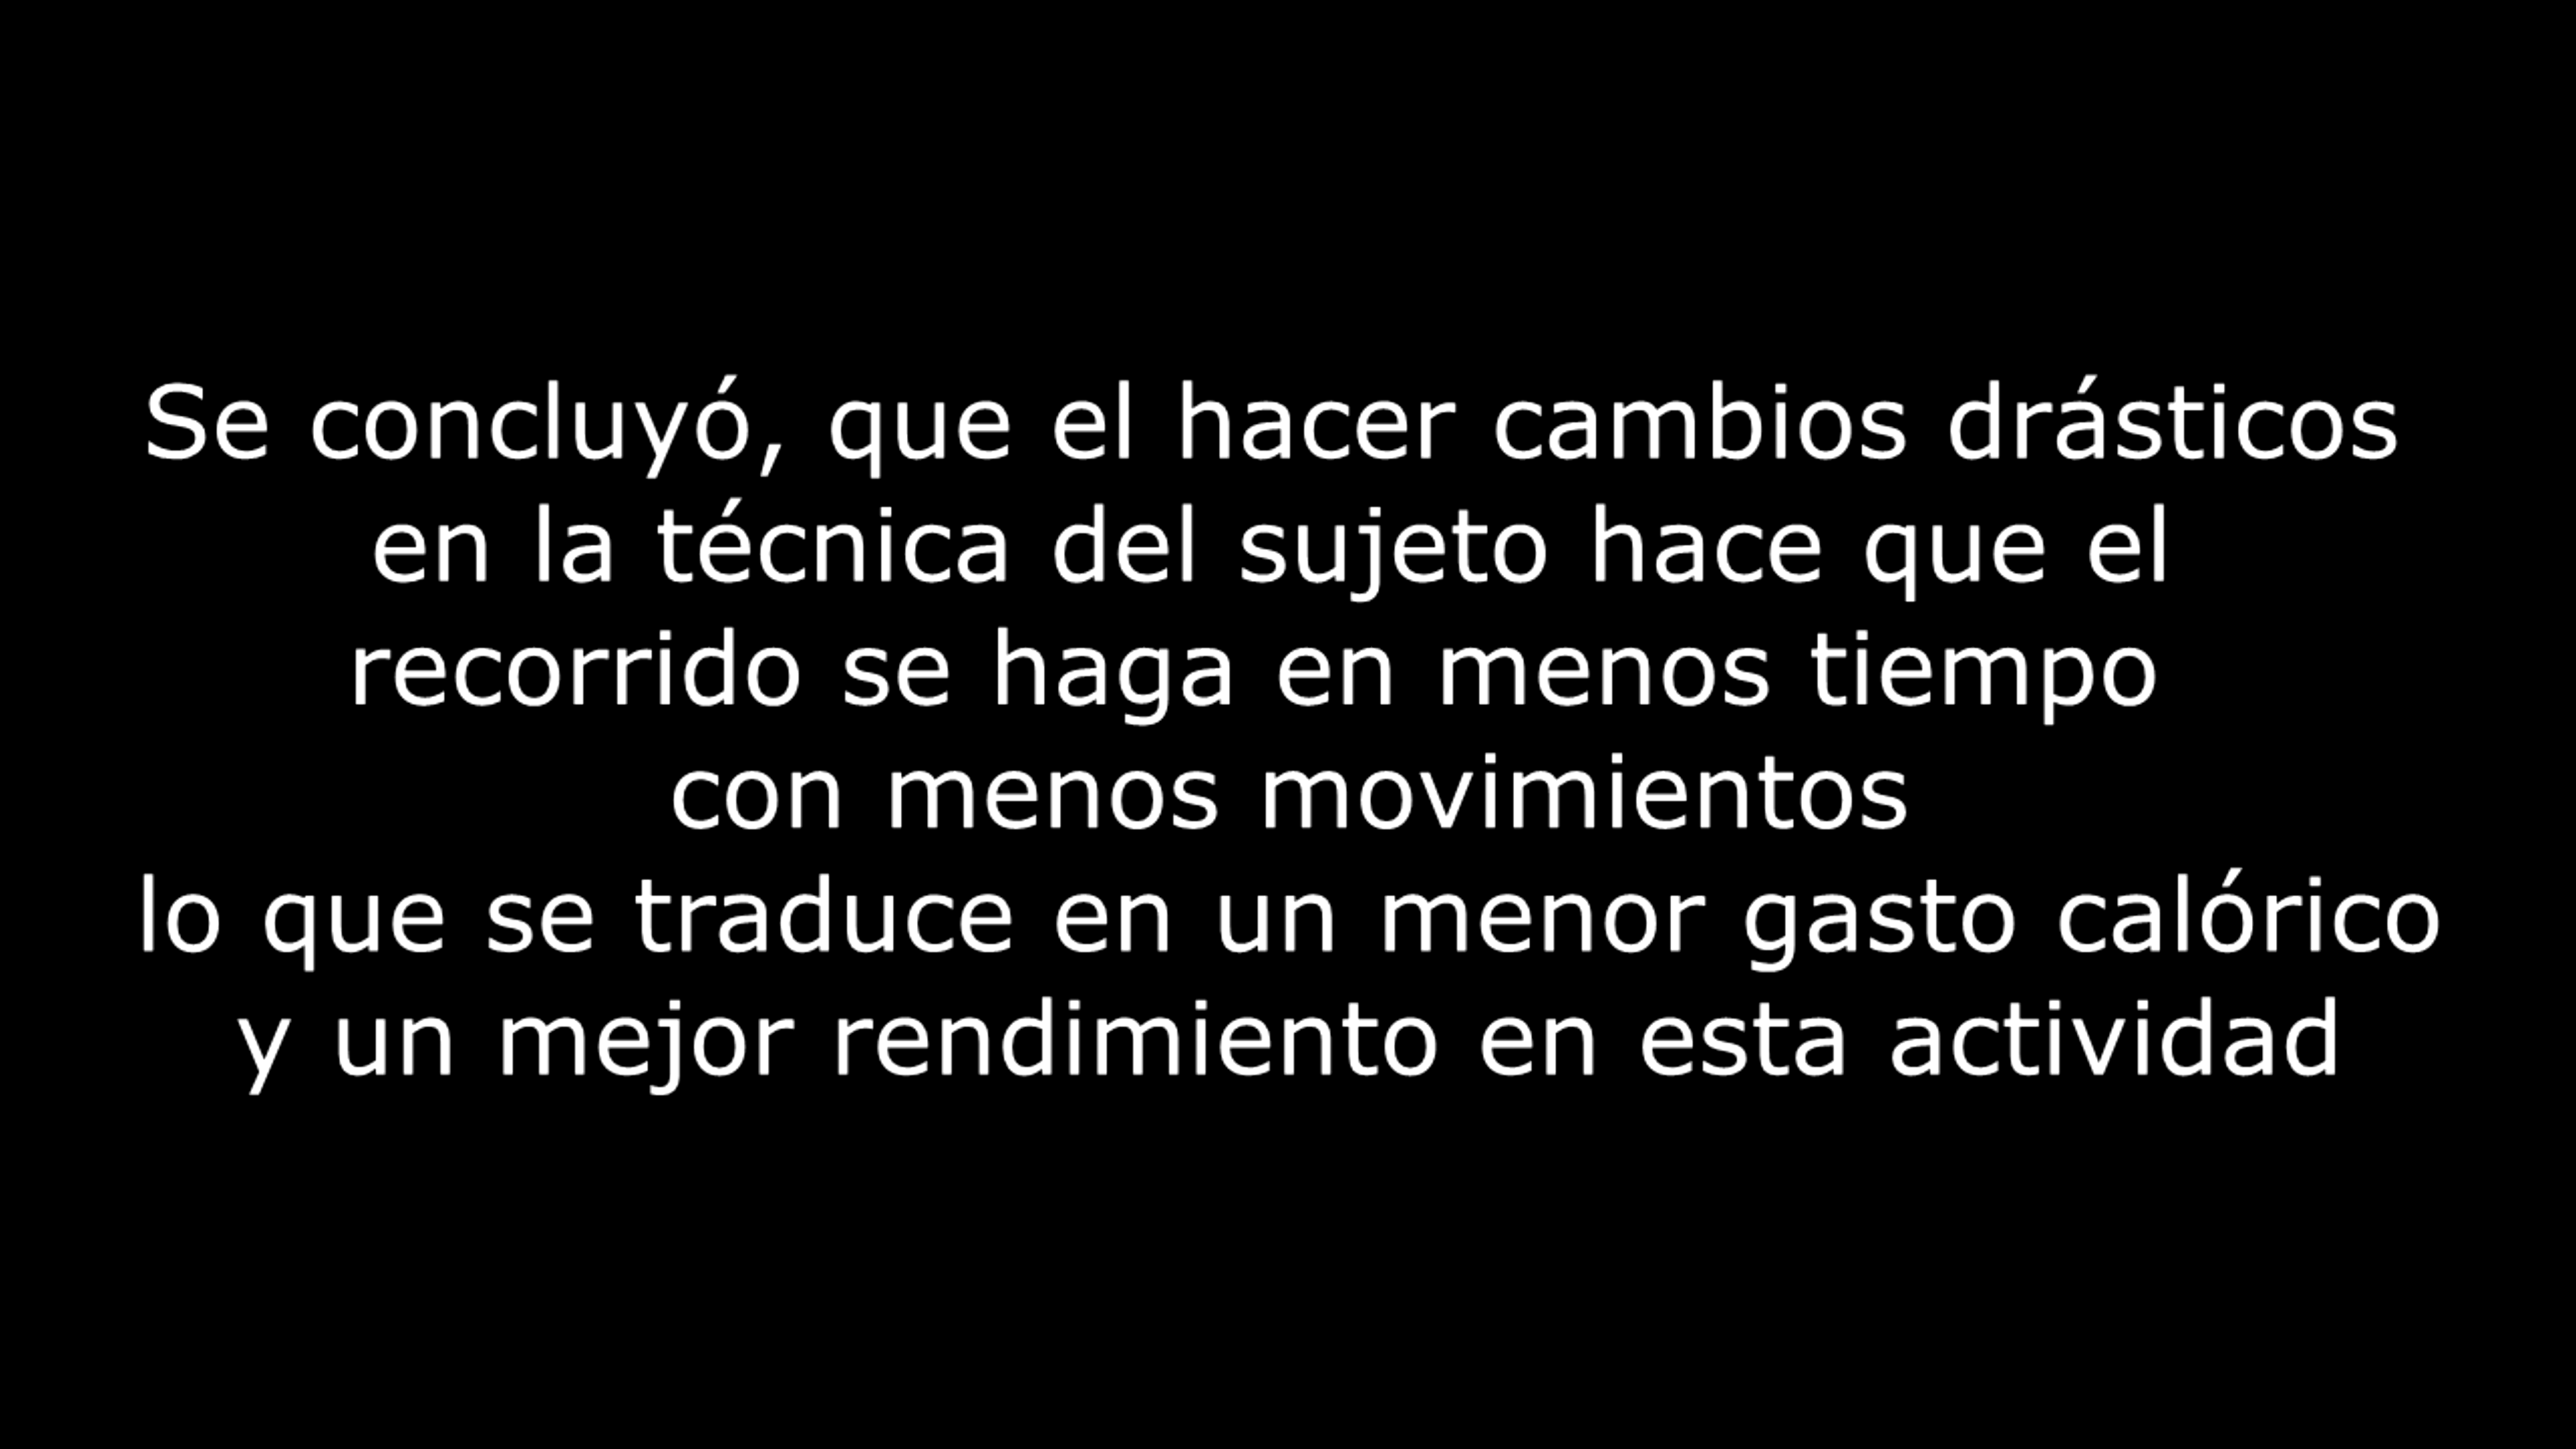 Se concluyó, que el hacer cambios drásticos
en la técnica del sujeto hace que el
recorrido se haga en menos tiempo
con menos movimientos
lo que se traduce en un menor gasto calórico
y un mejor rendimiento en esta actividad